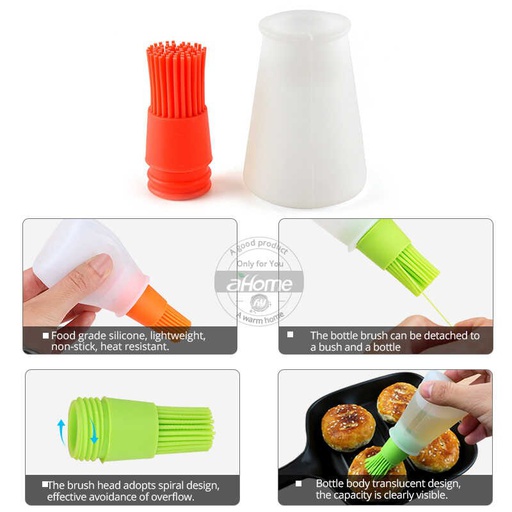 A good product
Only for You
aHome
A warm home
Food grade silicone, lightweight,
non-stick, heat resistant.
The bottle brush can be detached to
a bush and a bottle
The brush head adopts spiral design,
effective avoidance of overflow.
Bottle body translucent design,
the capacity is clearly visible.